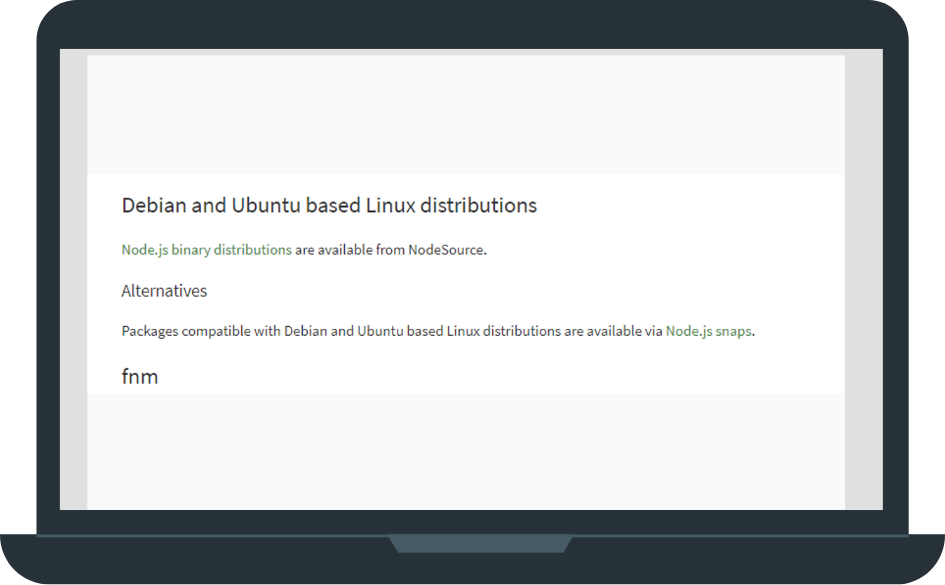 Debian and Ubuntu based Linux distributions
Node.js binary distributions are available from NodeSource.
Alternatives
Packages compatible with Debian and Ubuntu based Linux distributions are available via Node.js snaps.
fnm